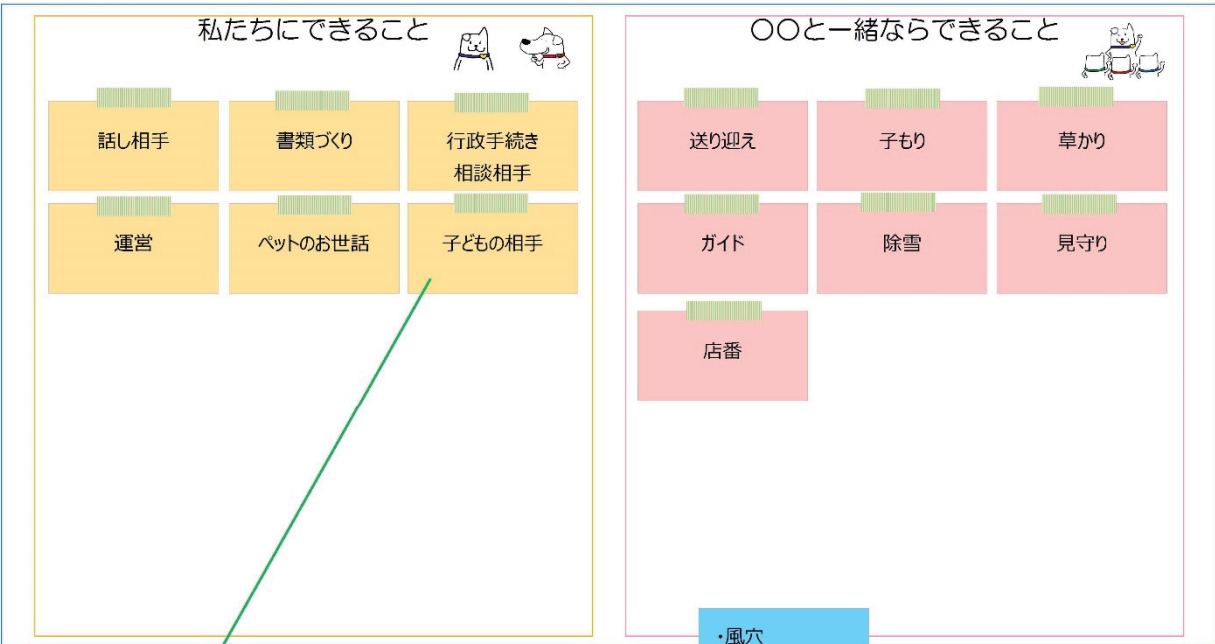 私たちにできること
話し相手
書類づくり
行政手続き
相談相手
運営
ペットのお世話
子どもの相手
〇〇と一緒ならできること
送り迎え
子もり
草かり
ガイド
除雪
見守り
店番
・風穴